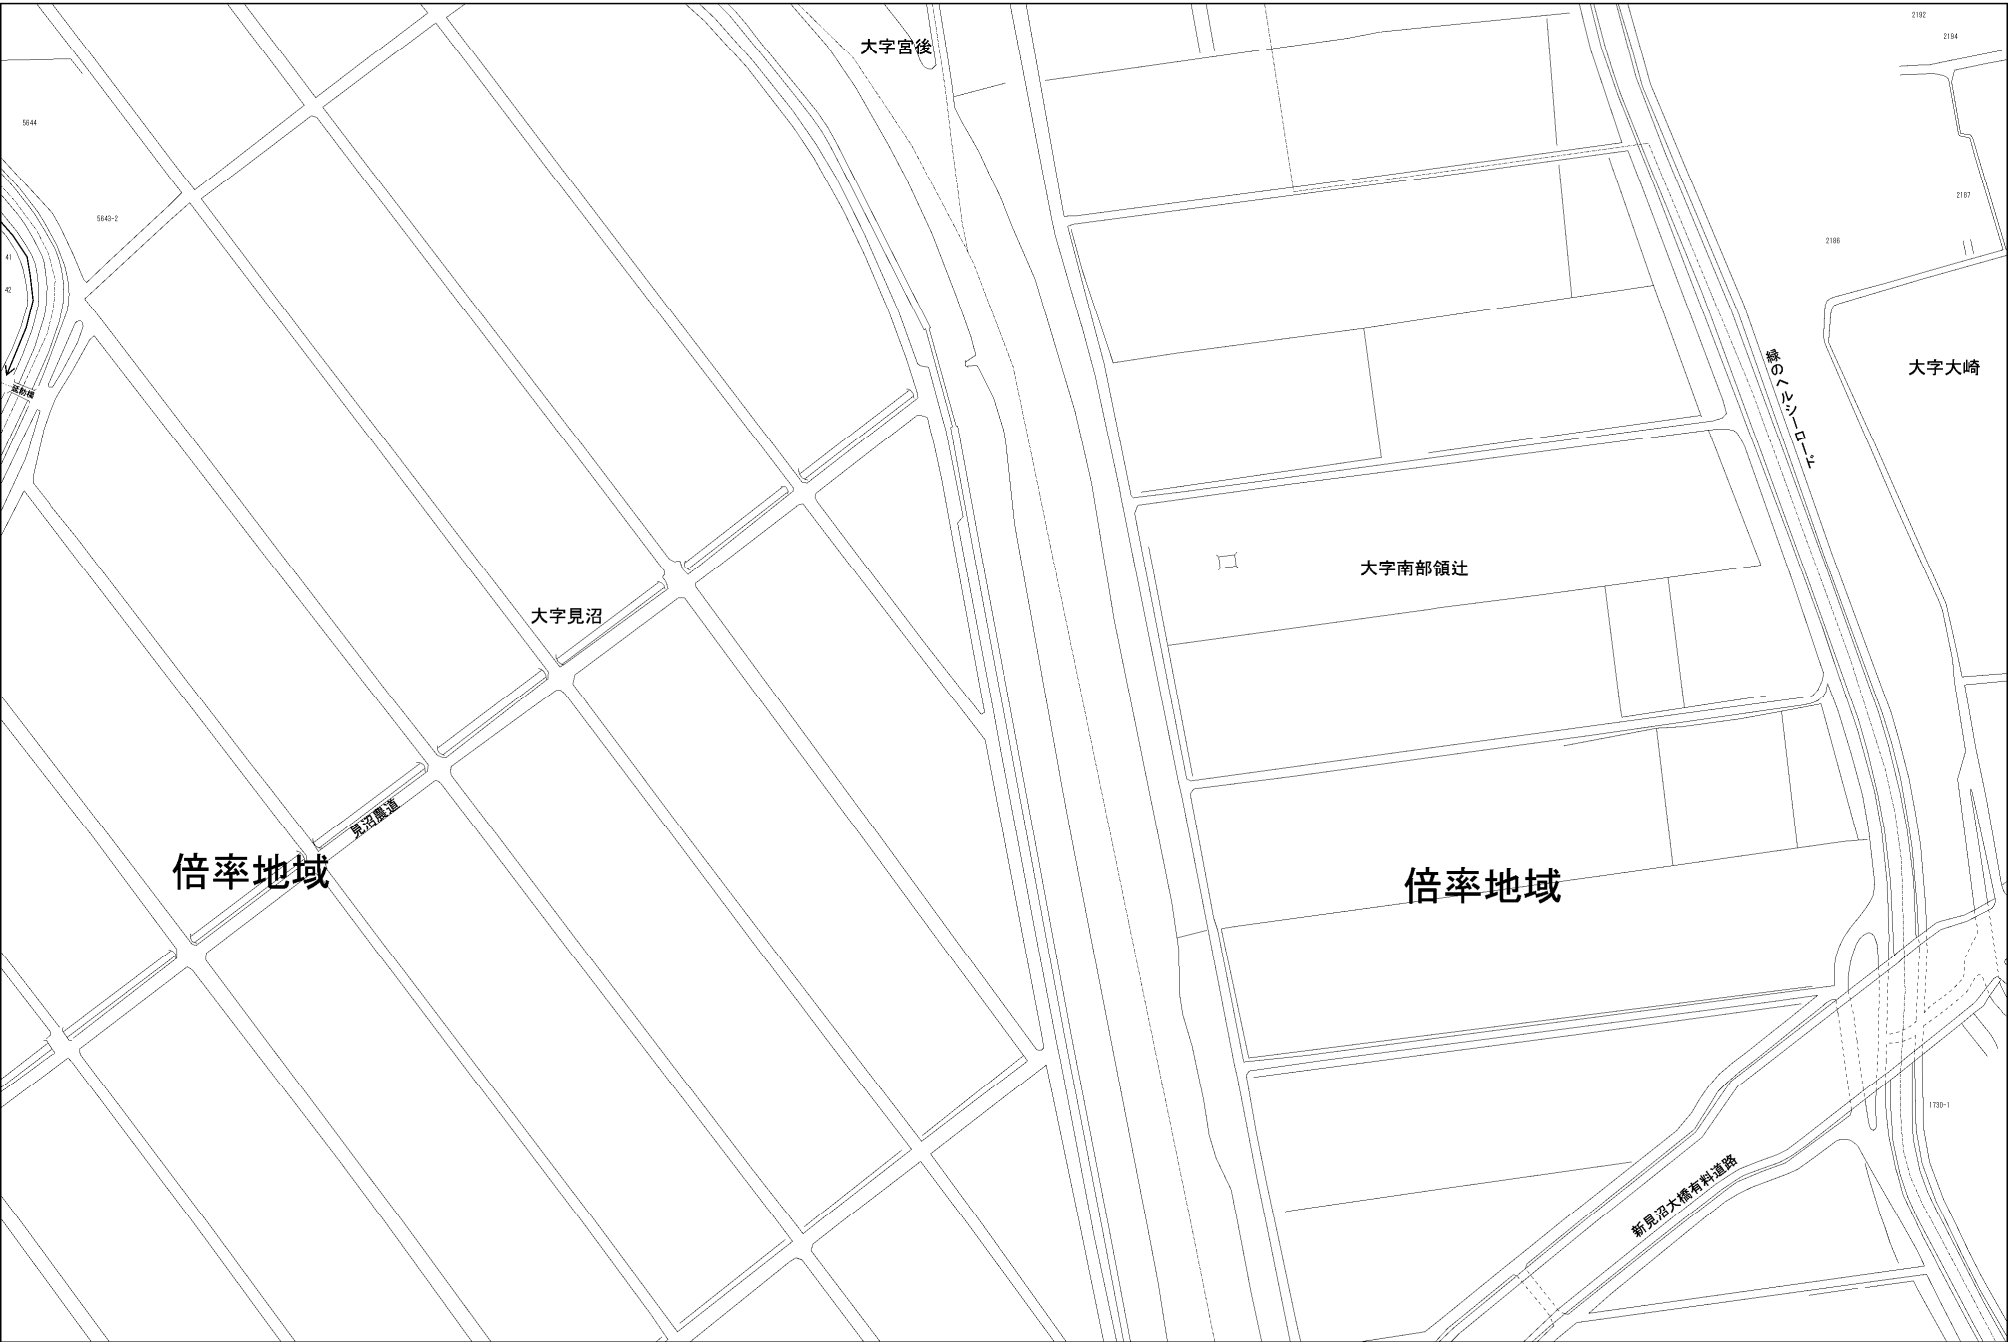 2192
大字宮後
2194
5644
2187
5643-2
2186
41
42
緑のヘルシーロード
大字大崎
大字南部領辻
大字見沼
見沼農道
倍率地域
倍率地域
1730-1
新見沼大橋有料道路